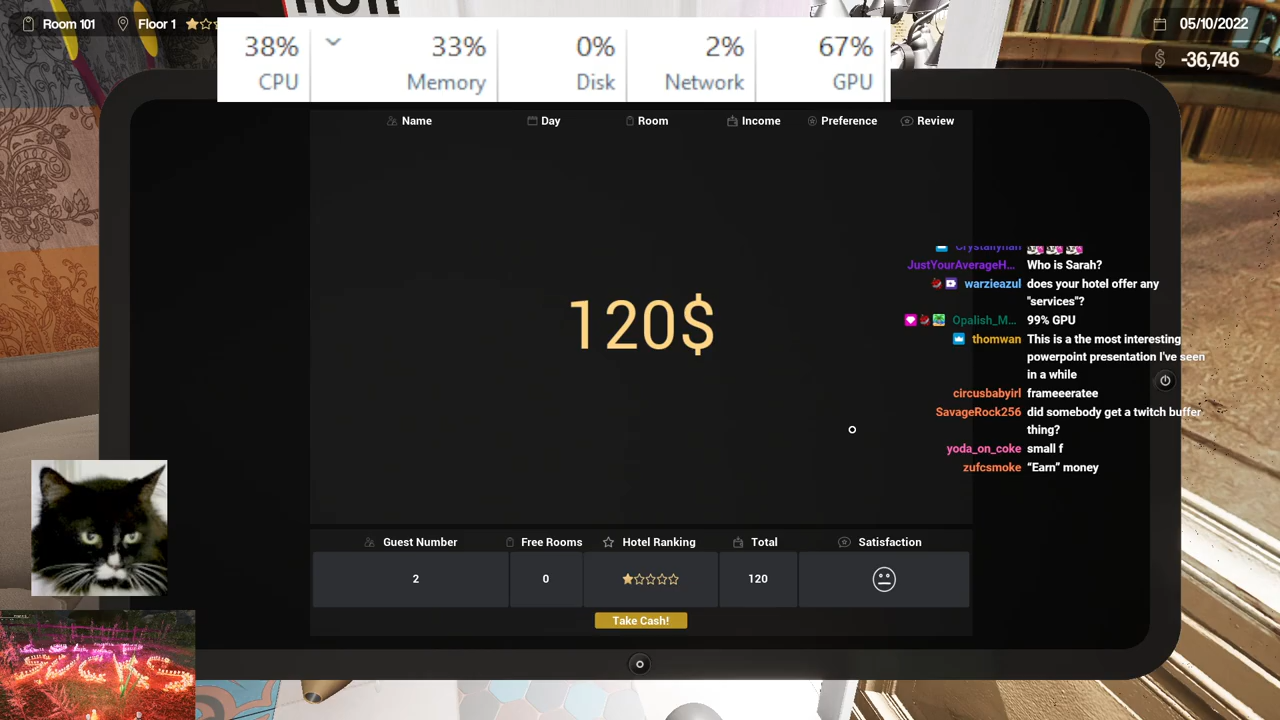 HOTE
Room 101
Floor 1
05/10/2022
$
-36,746
38%
33%
0%
2%
67%
CPU
Memory
Disk
Network
GPU
Name
Day
Room
Income
Preference
Review
120$
JustYourAverageH...
Who is Sarah?
warzieazul
does your hotel offer any
"services"?
Opalish_M...
99% GPU
thomwan
This is a the most interesting
powerpoint presentation I've seen
in a while
circusbabyirl
frameeeratee
SavageRock256
did somebody get a twitch buffer
thing?
yoda_on_coke
small f
zufcsmoke
“Earn” money
Guest Number
Free Rooms
Hotel Ranking
Total
Satisfaction
2
0
120
Take Cash!